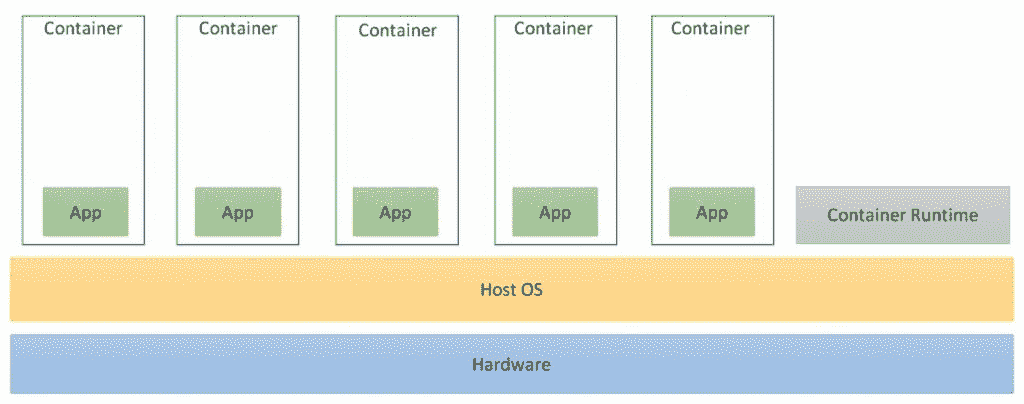 Container
Container
Container
Container
Container
App
App
App
App
App
Container Runtime
Host OS
Hardware